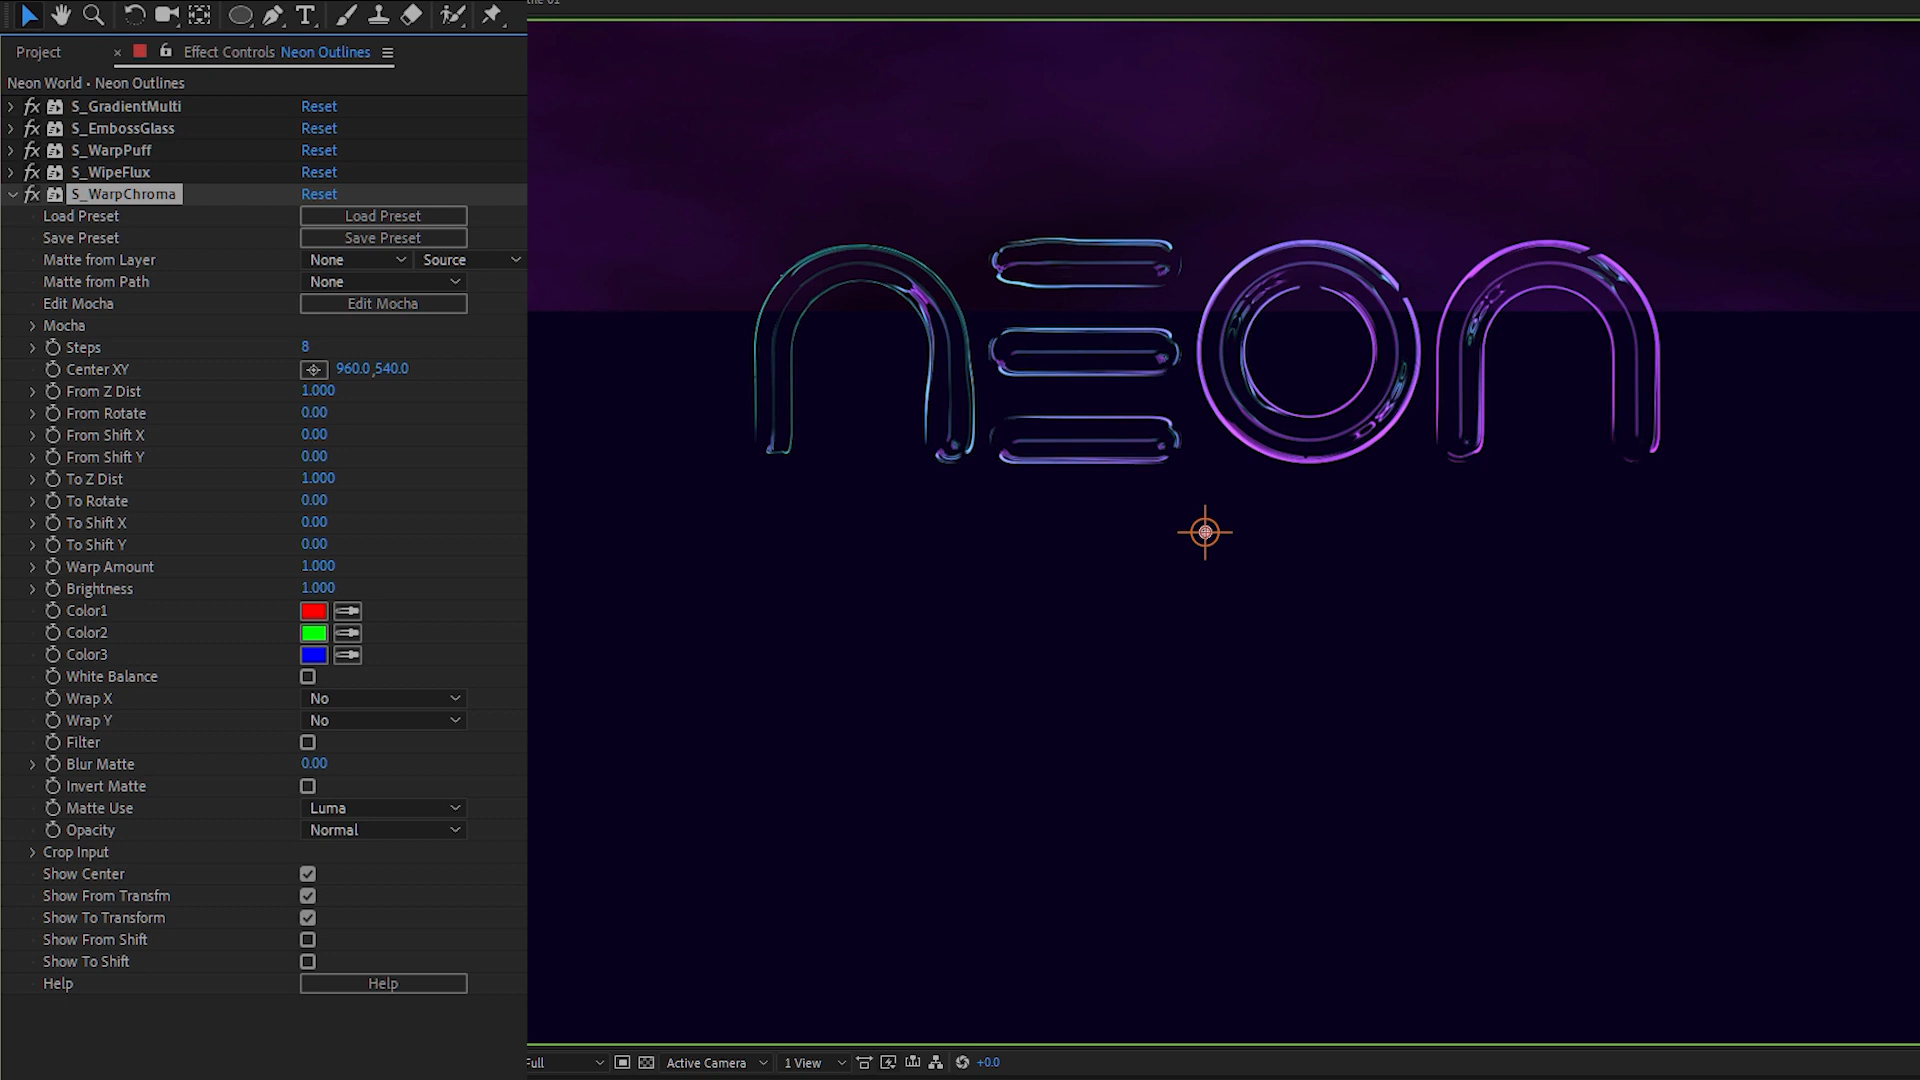 Project
Effect Controls Neon Outlines
Neon World • Neon Outlines
fx S_GradientMulti Reset
fx S_EmbossGlass Reset
fx S_WarpPuff Reset
fx S_WipeFlux Reset
fx S_WarpChroma Reset
Load Preset Load Preset
Save Preset Save Preset
Matte from Layer None Source
Matte from Path None
Edit Mocha Edit Mocha
Mocha
Steps 8
Center XY 960.0,540.0
From Z Dist 1.000
From Rotate 0.00
From Shift X 0.00
From Shift Y 0.00
To Z Dist 1.000
To Rotate 0.00
To Shift X 0.00
To Shift Y 0.00
Warp Amount 1.000
Brightness 1.000
Color1
Color2
Color3
White Balance
Wrap X No
Wrap Y No
Filter
Blur Matte 0.00
Invert Matte
Matte Use Luma
Opacity Normal
Crop Input
Show Center
Show From Transfm
Show To Transform
Show From Shift
Show To Shift
Help Help
neon
Full Active Camera 1 View +0.0